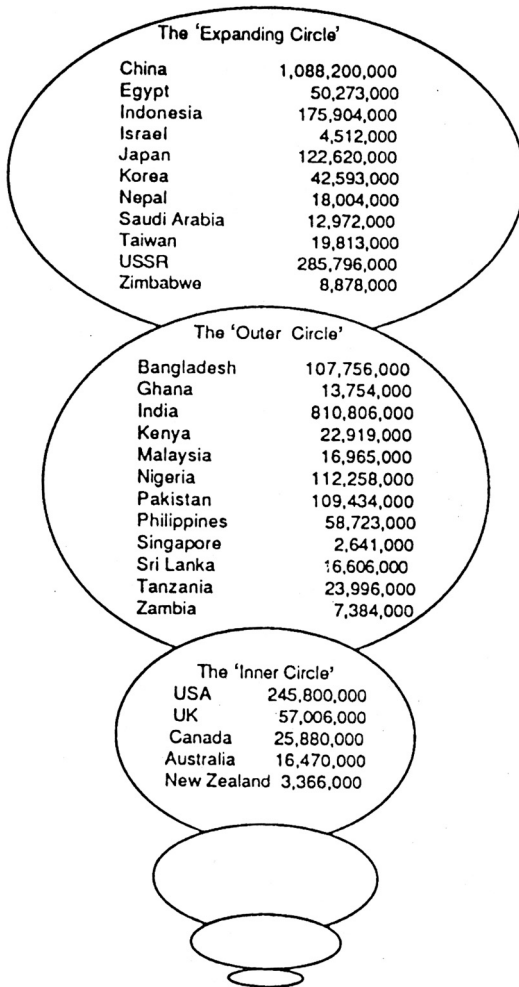 The 'Expanding Circle'
China 1,088,200,000
Egypt 50,273,000
Indonesia 175,904,000
Israel 4,512,000
Japan 122,620,000
Korea 42,593,000
Nepal 18,004,000
Saudi Arabia 12,972,000
Taiwan 19,813,000
USSR 285,796,000
Zimbabwe 8,878,000
The 'Outer Circle'
Bangladesh 107,756,000
Ghana 13,754,000
India 810,806,000
Kenya 22,919,000
Malaysia 16,965,000
Nigeria 112,258,000
Pakistan 109,434,000
Philippines 58,723,000
Singapore 2,641,000
Sri Lanka 16,606,000
Tanzania 23,996,000
Zambia 7,384,000
The 'Inner Circle'
USA 245,800,000
UK 57,006,000
Canada 25,880,000
Australia 16,470,000
New Zealand 3,366,000